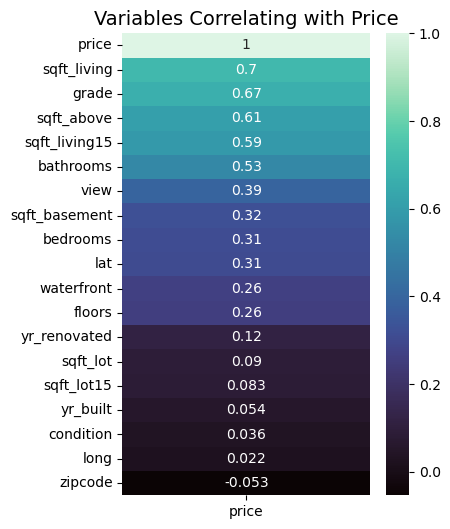 Variables Correlating with Price
price 1
sqft_living 0.7
grade 0.67
sqft_above 0.61
sqft_living15 0.59
bathrooms 0.53
view 0.39
sqft_basement 0.32
bedrooms 0.31
lat 0.31
waterfront 0.26
floors 0.26
yr_renovated 0.12
sqft_lot 0.09
sqft_lot15 0.083
yr_built 0.054
condition 0.036
long 0.022
zipcode -0.053
price
1.0
0.8
0.6
0.4
0.2
0.0